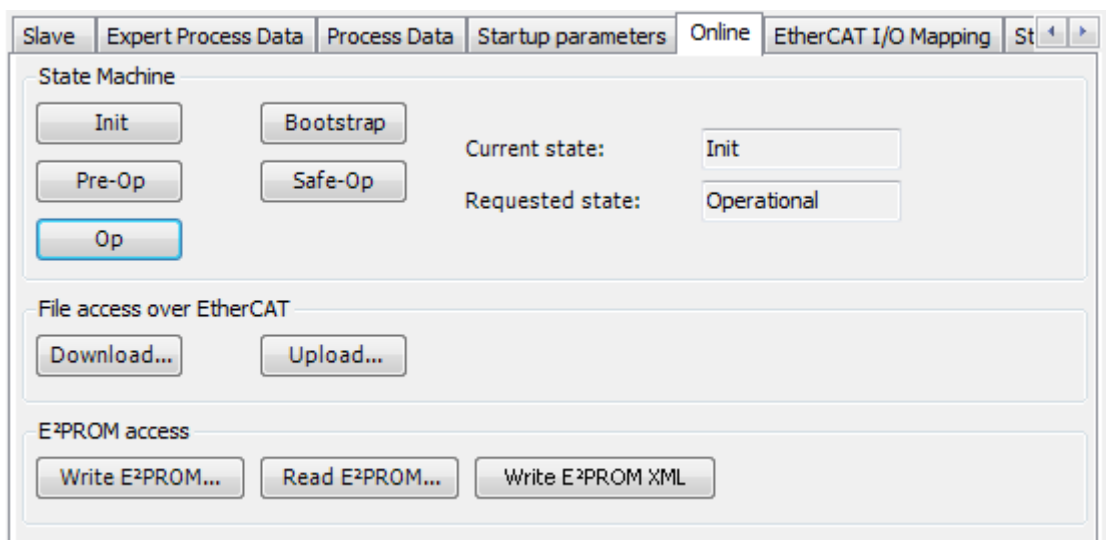 Slave Expert Process Data Process Data Startup parameters Online EtherCAT I/O Mapping St
State Machine
Init Bootstrap
Current state: Init
Pre-Op Safe-Op
Requested state: Operational
Op
File access over EtherCAT
Download... Upload...
E²PROM access
Write E²PROM... Read E²PROM... Write E²PROM XML